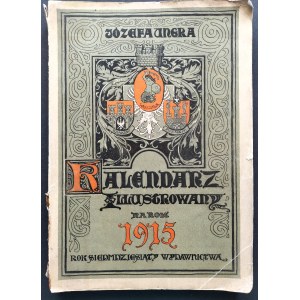 JÓZEFA UNGRA
KALENDARZ
ILLUSTROWANY
NA ROK
1915
ROK SIEDMDZIESIĄTY WYDAWNICTWA